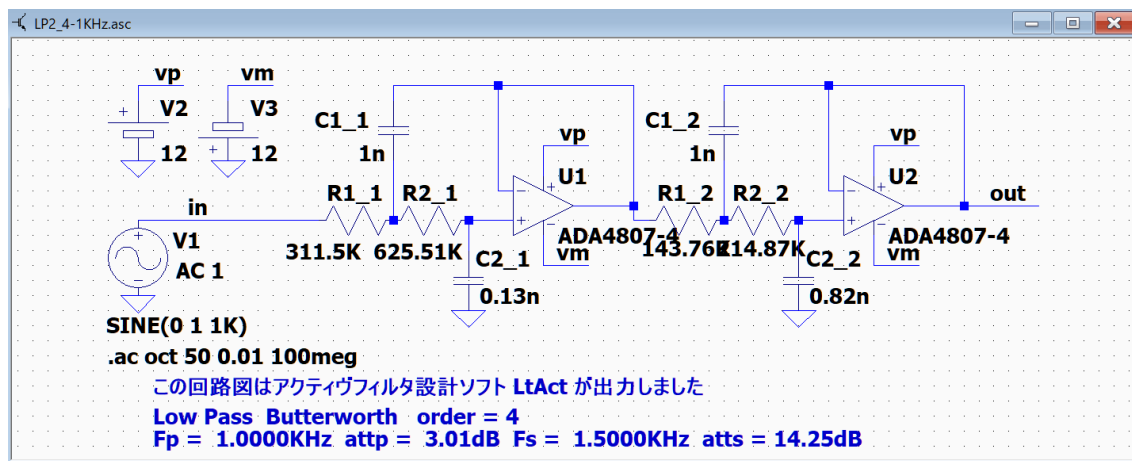 LP2_4-1KHz.asc
vp
vm
V2
V3
12
12
C1_1
1n
C1_2
1n
vp
vp
U1
U2
in
R1_1
R2_1
R1_2
R2_2
out
V1
AC 1
311.5K
625.51K
ADA4807-4
143.76K
214.87K
ADA4807-4
vm
vm
C2_1
0.13n
C2_2
0.82n
SINE(0 1 1K)
.ac oct 50 0.01 100meg
この回路図はアクティヴフィルタ設計ソフト LtAct が出力しました
Low Pass Butterworth order = 4
Fp = 1.0000KHz attp = 3.01dB Fs = 1.5000KHz atts = 14.25dB